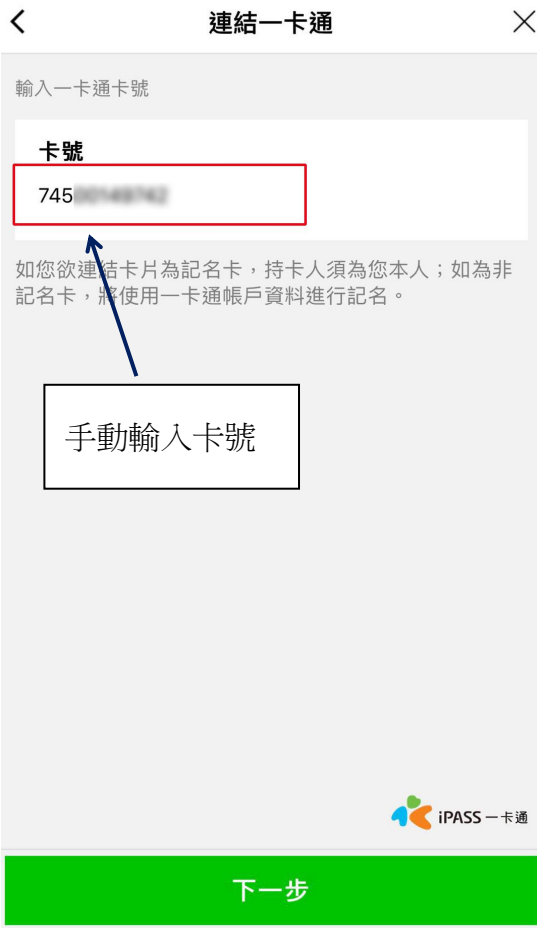 連結一卡通
輸入一卡通卡號
卡號
745
如您欲連結卡片為記名卡，持卡人須為您本人；如為非
記名卡，將使用一卡通帳戶資料進行記名。
手動輸入卡號
iPASS 一卡通
下一步